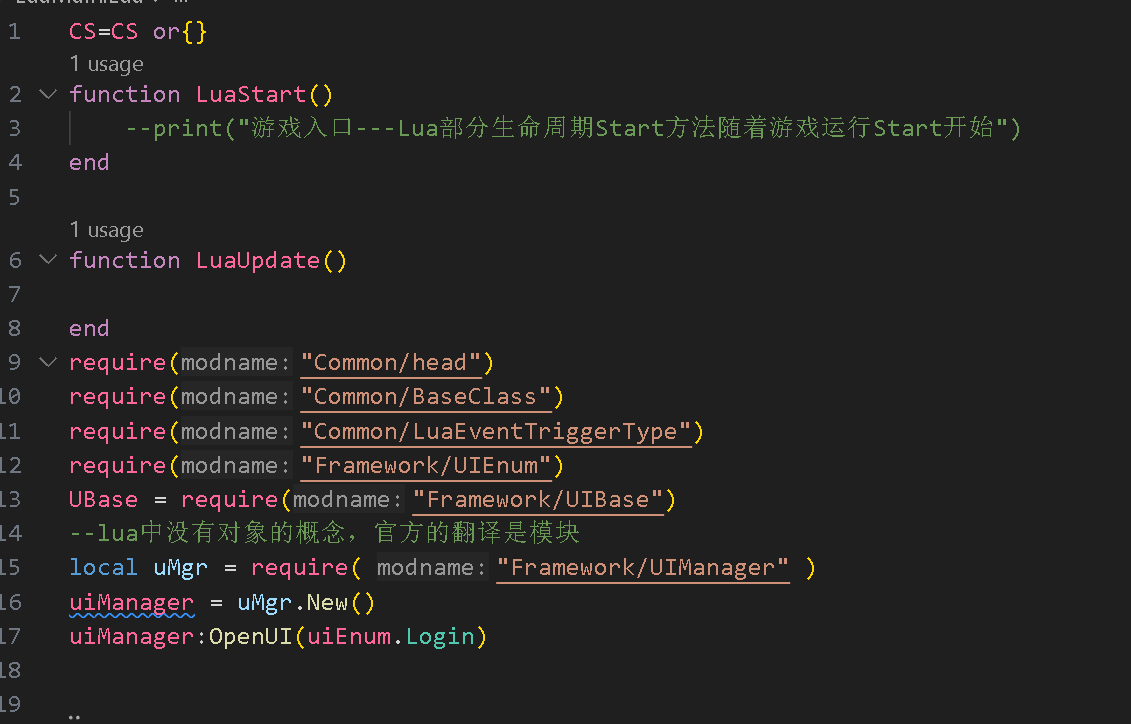 1 CS=CS or{}
1 usage
2 function LuaStart()
3 --print("游戏入口---Lua部分生命周期Start方法随着游戏运行Start开始")
4 end
5
1 usage
6 function LuaUpdate()
7
8 end
9 require(modname: "Common/head")
10 require(modname: "Common/BaseClass")
11 require(modname: "Common/LuaEventTriggerType")
12 require(modname: "Framework/UIEnum")
13 UBase = require(modname: "Framework/UIBase")
14 --lua中没有对象的概念，官方的翻译是模块
15 local uMgr = require( modname: "Framework/UIManager" )
16 uiManager = uMgr.New()
17 uiManager:OpenUI(uiEnum.Login)
18
19